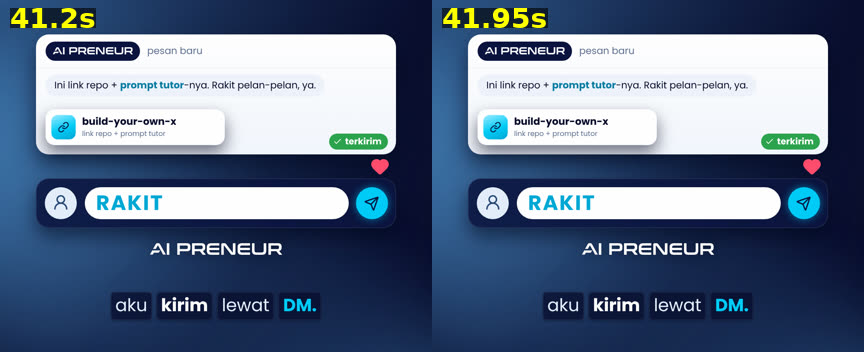 41.2s
AI PRENEUR pesan baru
Ini link repo + prompt tutor-nya. Rakit pelan-pelan, ya.
build-your-own-x
link repo + prompt tutor
✓ terkirim
RAKIT
AI PRENEUR
aku kirim lewat DM.
41.95s
AI PRENEUR pesan baru
Ini link repo + prompt tutor-nya. Rakit pelan-pelan, ya.
build-your-own-x
link repo + prompt tutor
✓ terkirim
RAKIT
AI PRENEUR
aku kirim lewat DM.